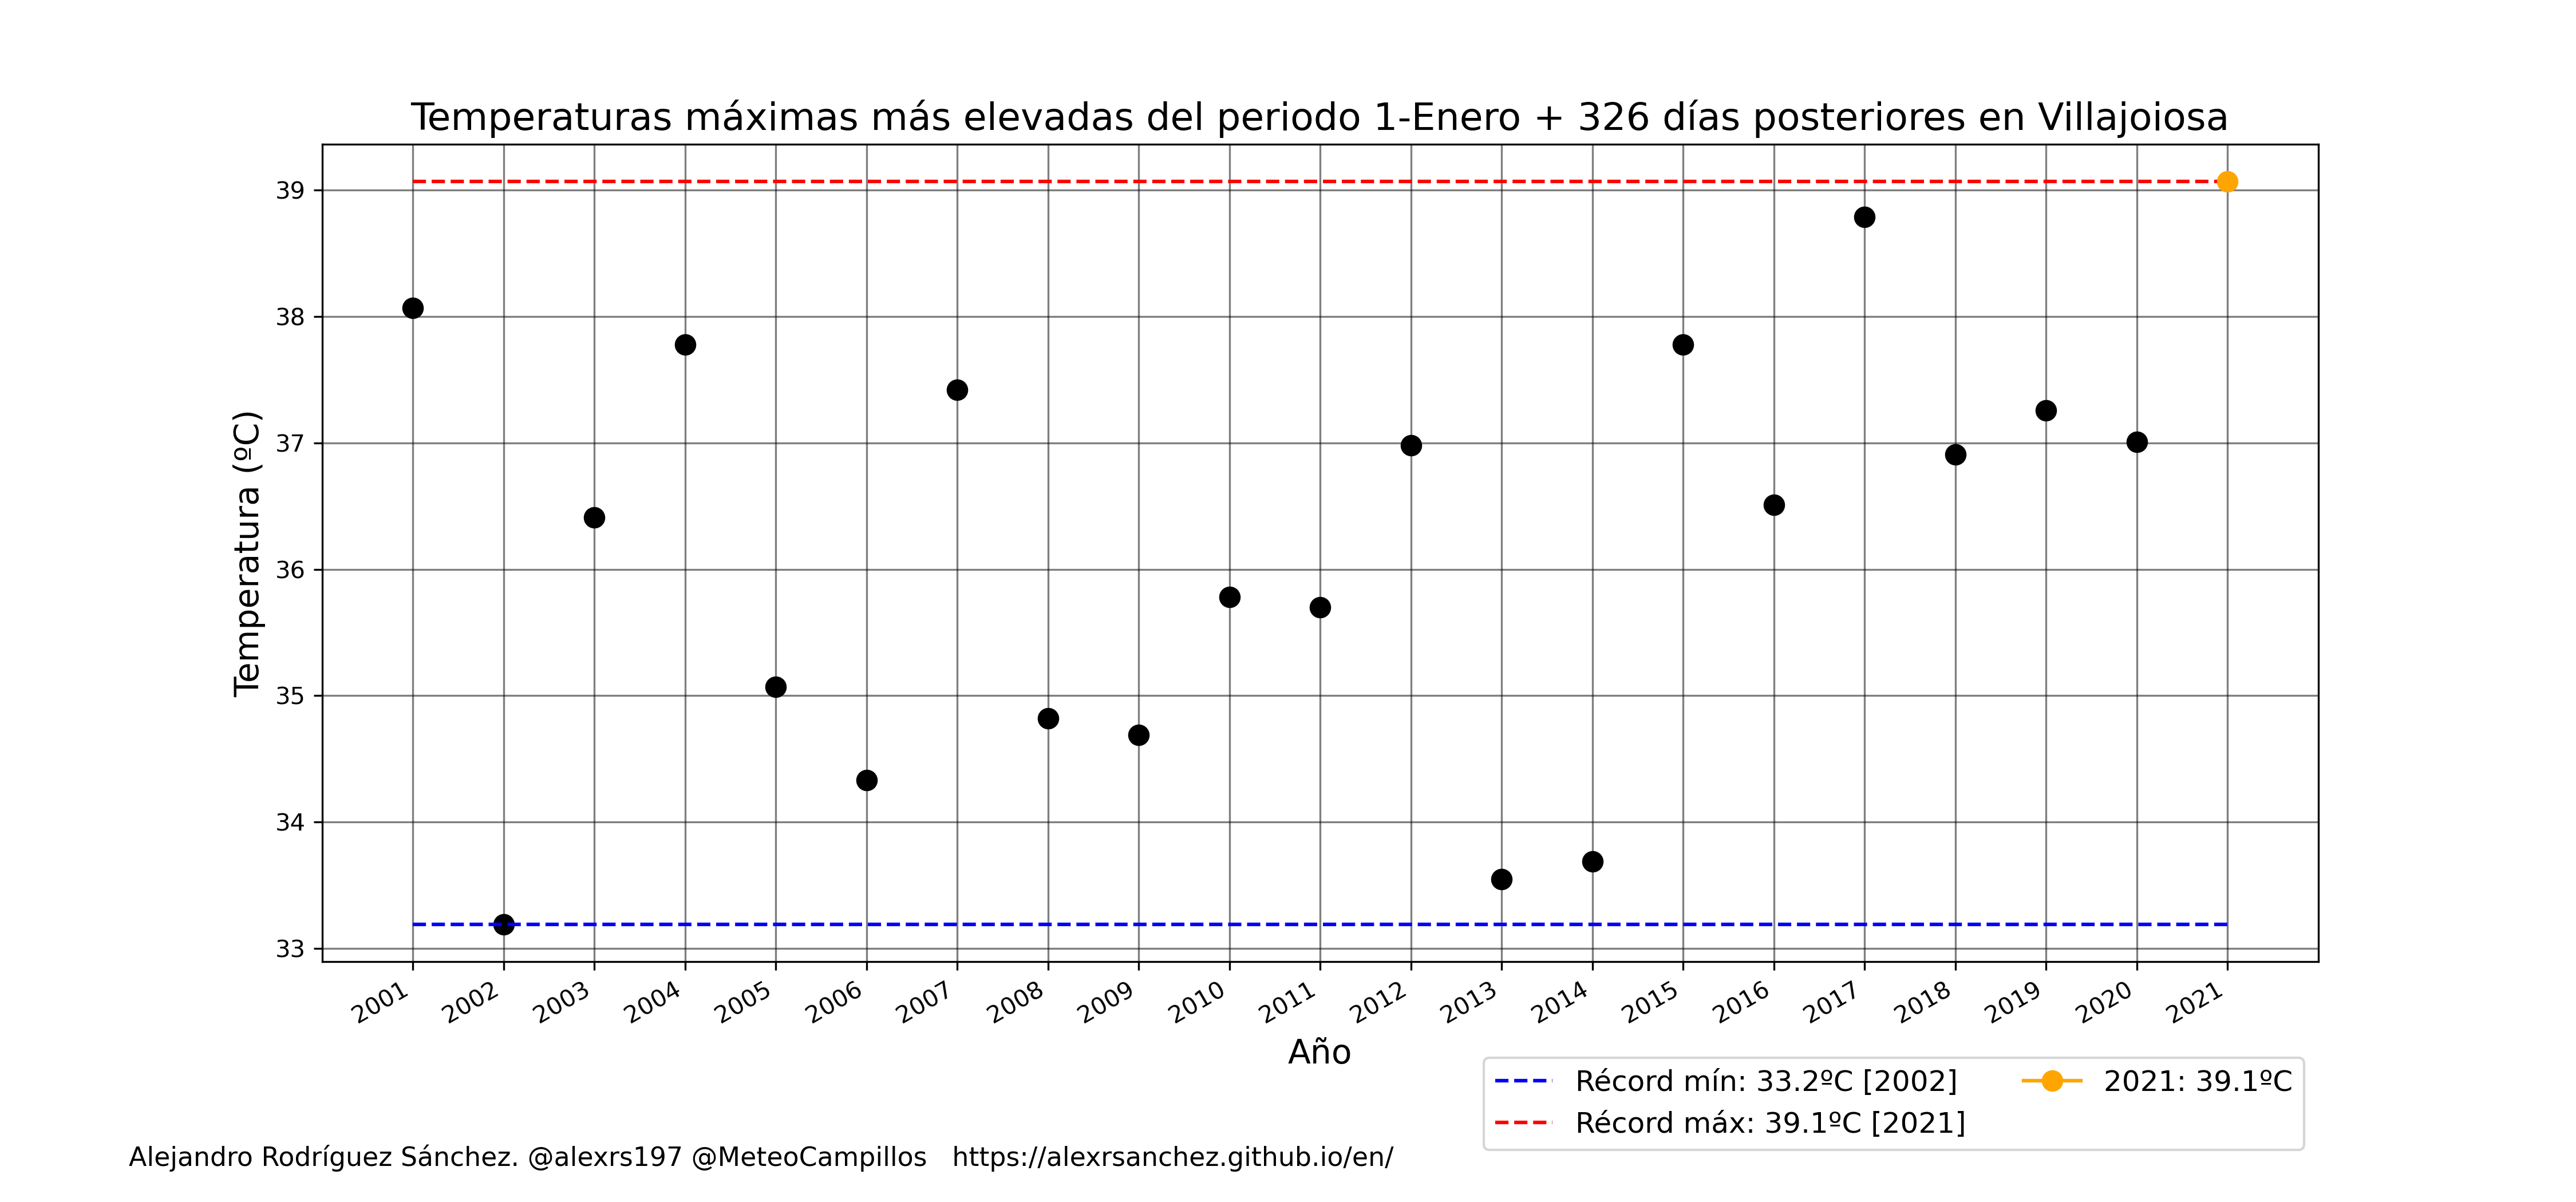 Temperaturas máximas más elevadas del periodo 1-Enero + 326 días posteriores en Villajoiosa
Temperatura (ºC)
39
38
37
36
35
34
33
2001 2002 2003 2004 2005 2006 2007 2008 2009 2010 2011 2012 2013 2014 2015 2016 2017 2018 2019 2020 2021
Año
Récord mín: 33.2ºC [2002]
Récord máx: 39.1ºC [2021]
2021: 39.1ºC
Alejandro Rodríguez Sánchez. @alexrs197 @MeteoCampillos https://alexrsanchez.github.io/en/